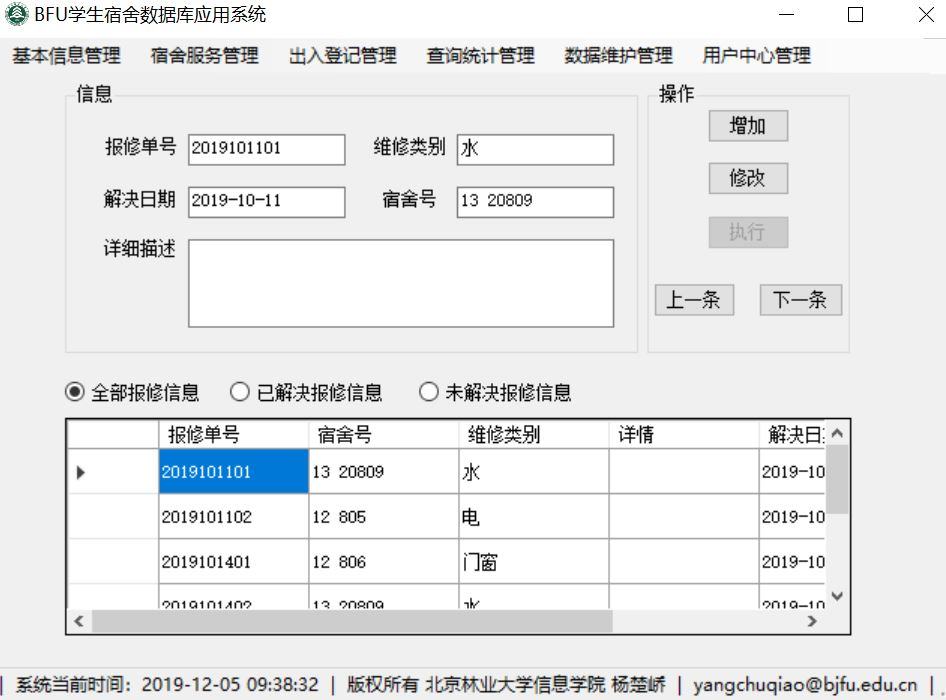 BFU学生宿舍数据库应用系统
基本信息管理 宿舍服务管理 出入登记管理 查询统计管理 数据维护管理 用户中心管理
信息
操作
报修单号 2019101101 维修类别 水
增加
解决日期 2019-10-11 宿舍号 13 20809
修改
详细描述
执行
上一条 下一条
全部报修信息 已解决报修信息 未解决报修信息
报修单号 宿舍号 维修类别 详情 解决日
2019101101 13 20809 水 2019-10
2019101102 12 805 电 2019-10
2019101401 12 806 门窗 2019-10
2019101402 13 20809 水 2019-10
| 系统当前时间: 2019-12-05 09:38:32 | 版权所有 北京林业大学信息学院 杨楚峤 | yangchuqiao@bjfu.edu.cn |